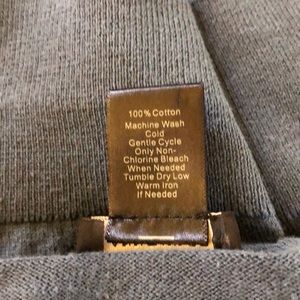 100% Cotton
Machine Wash
Cold
Gentle Cycle
Only Non-
Chlorine Bleach
When Needed
Tumble Dry Low
Warm Iron
If Needed